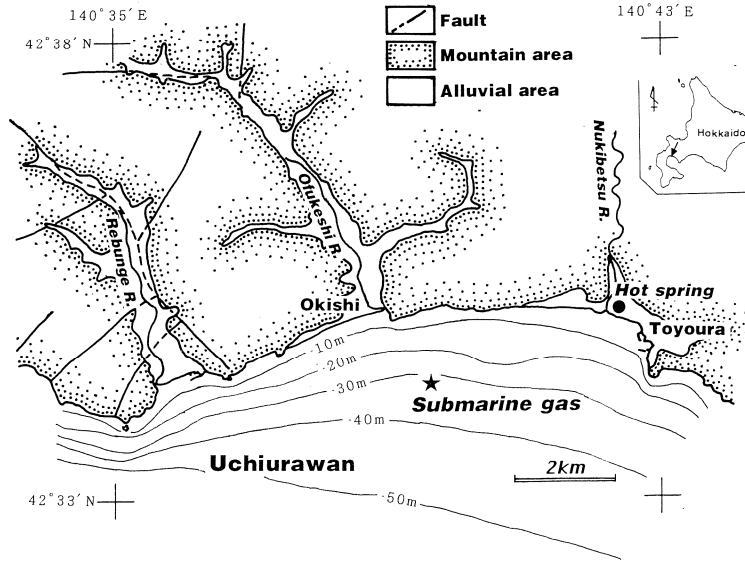 140°35′E
42°38′N
Fault
Mountain area
Alluvial area
140°43′E
Hokkaido
Nukibetsu R.
Ofukeshi R.
Rebunge R.
Okishi
Hot spring
Toyoura
-10m
-20m
-30m
Submarine gas
-40m
Uchiurawan
2km
42°33′N
-50m